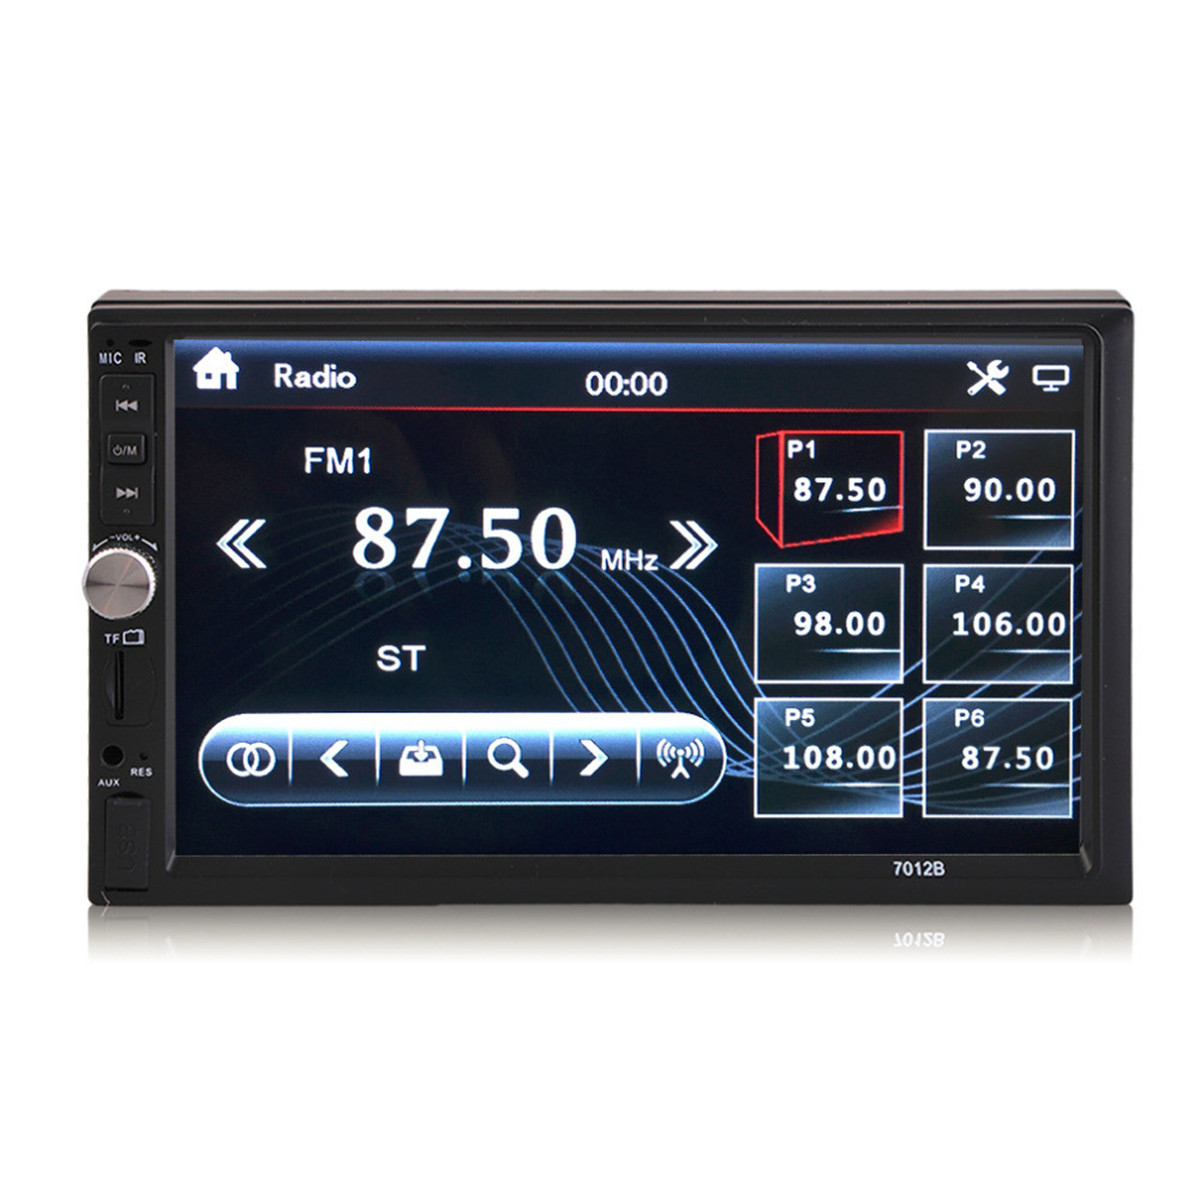 MIC IR
⏻/M
-VOL+
TF
AUX
RES
USB
Radio
00:00
FM1
87.50 MHz
ST
P1
87.50
P2
90.00
P3
98.00
P4
106.00
P5
108.00
P6
87.50
7012B